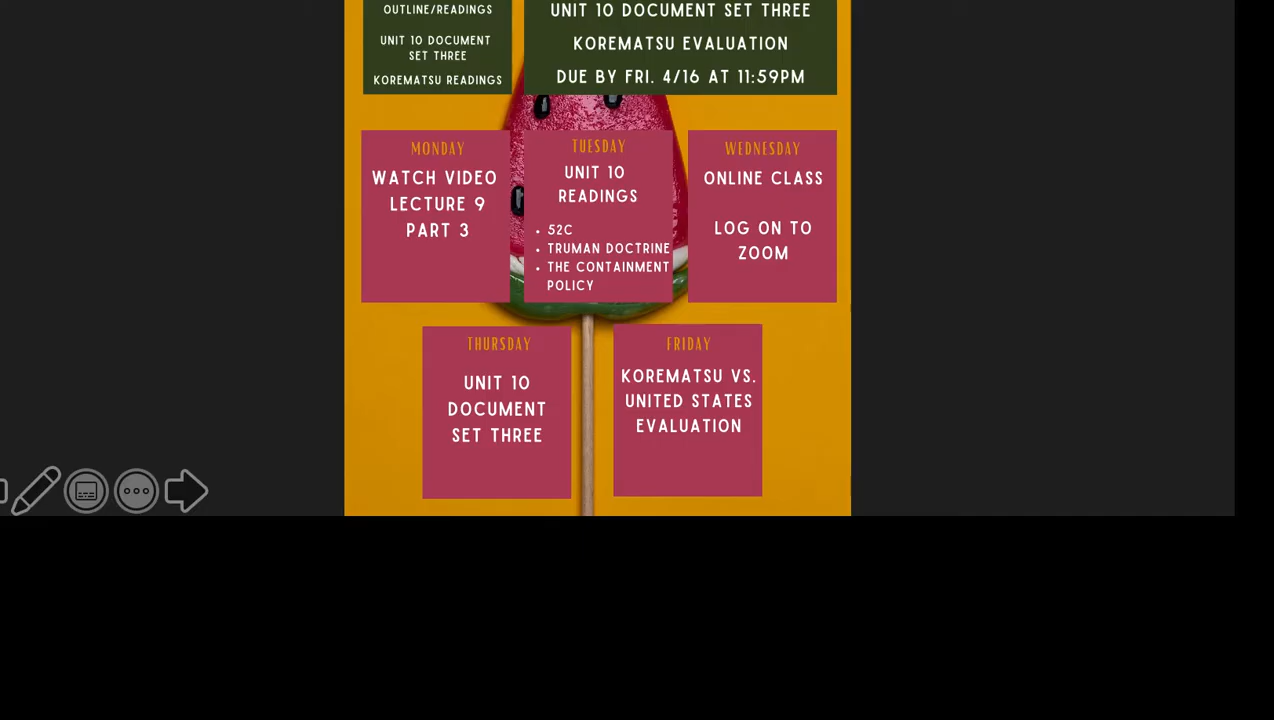 OUTLINE/READINGS
UNIT 10 DOCUMENT
SET THREE
KOREMATSU READINGS
UNIT 10 DOCUMENT SET THREE
KOREMATSU EVALUATION
DUE BY FRI. 4/16 AT 11:59PM
MONDAY
WATCH VIDEO
LECTURE 9
PART 3
TUESDAY
UNIT 10
READINGS
• 52C
• TRUMAN DOCTRINE
• THE CONTAINMENT
POLICY
WEDNESDAY
ONLINE CLASS
LOG ON TO
ZOOM
THURSDAY
UNIT 10
DOCUMENT
SET THREE
FRIDAY
KOREMATSU VS.
UNITED STATES
EVALUATION